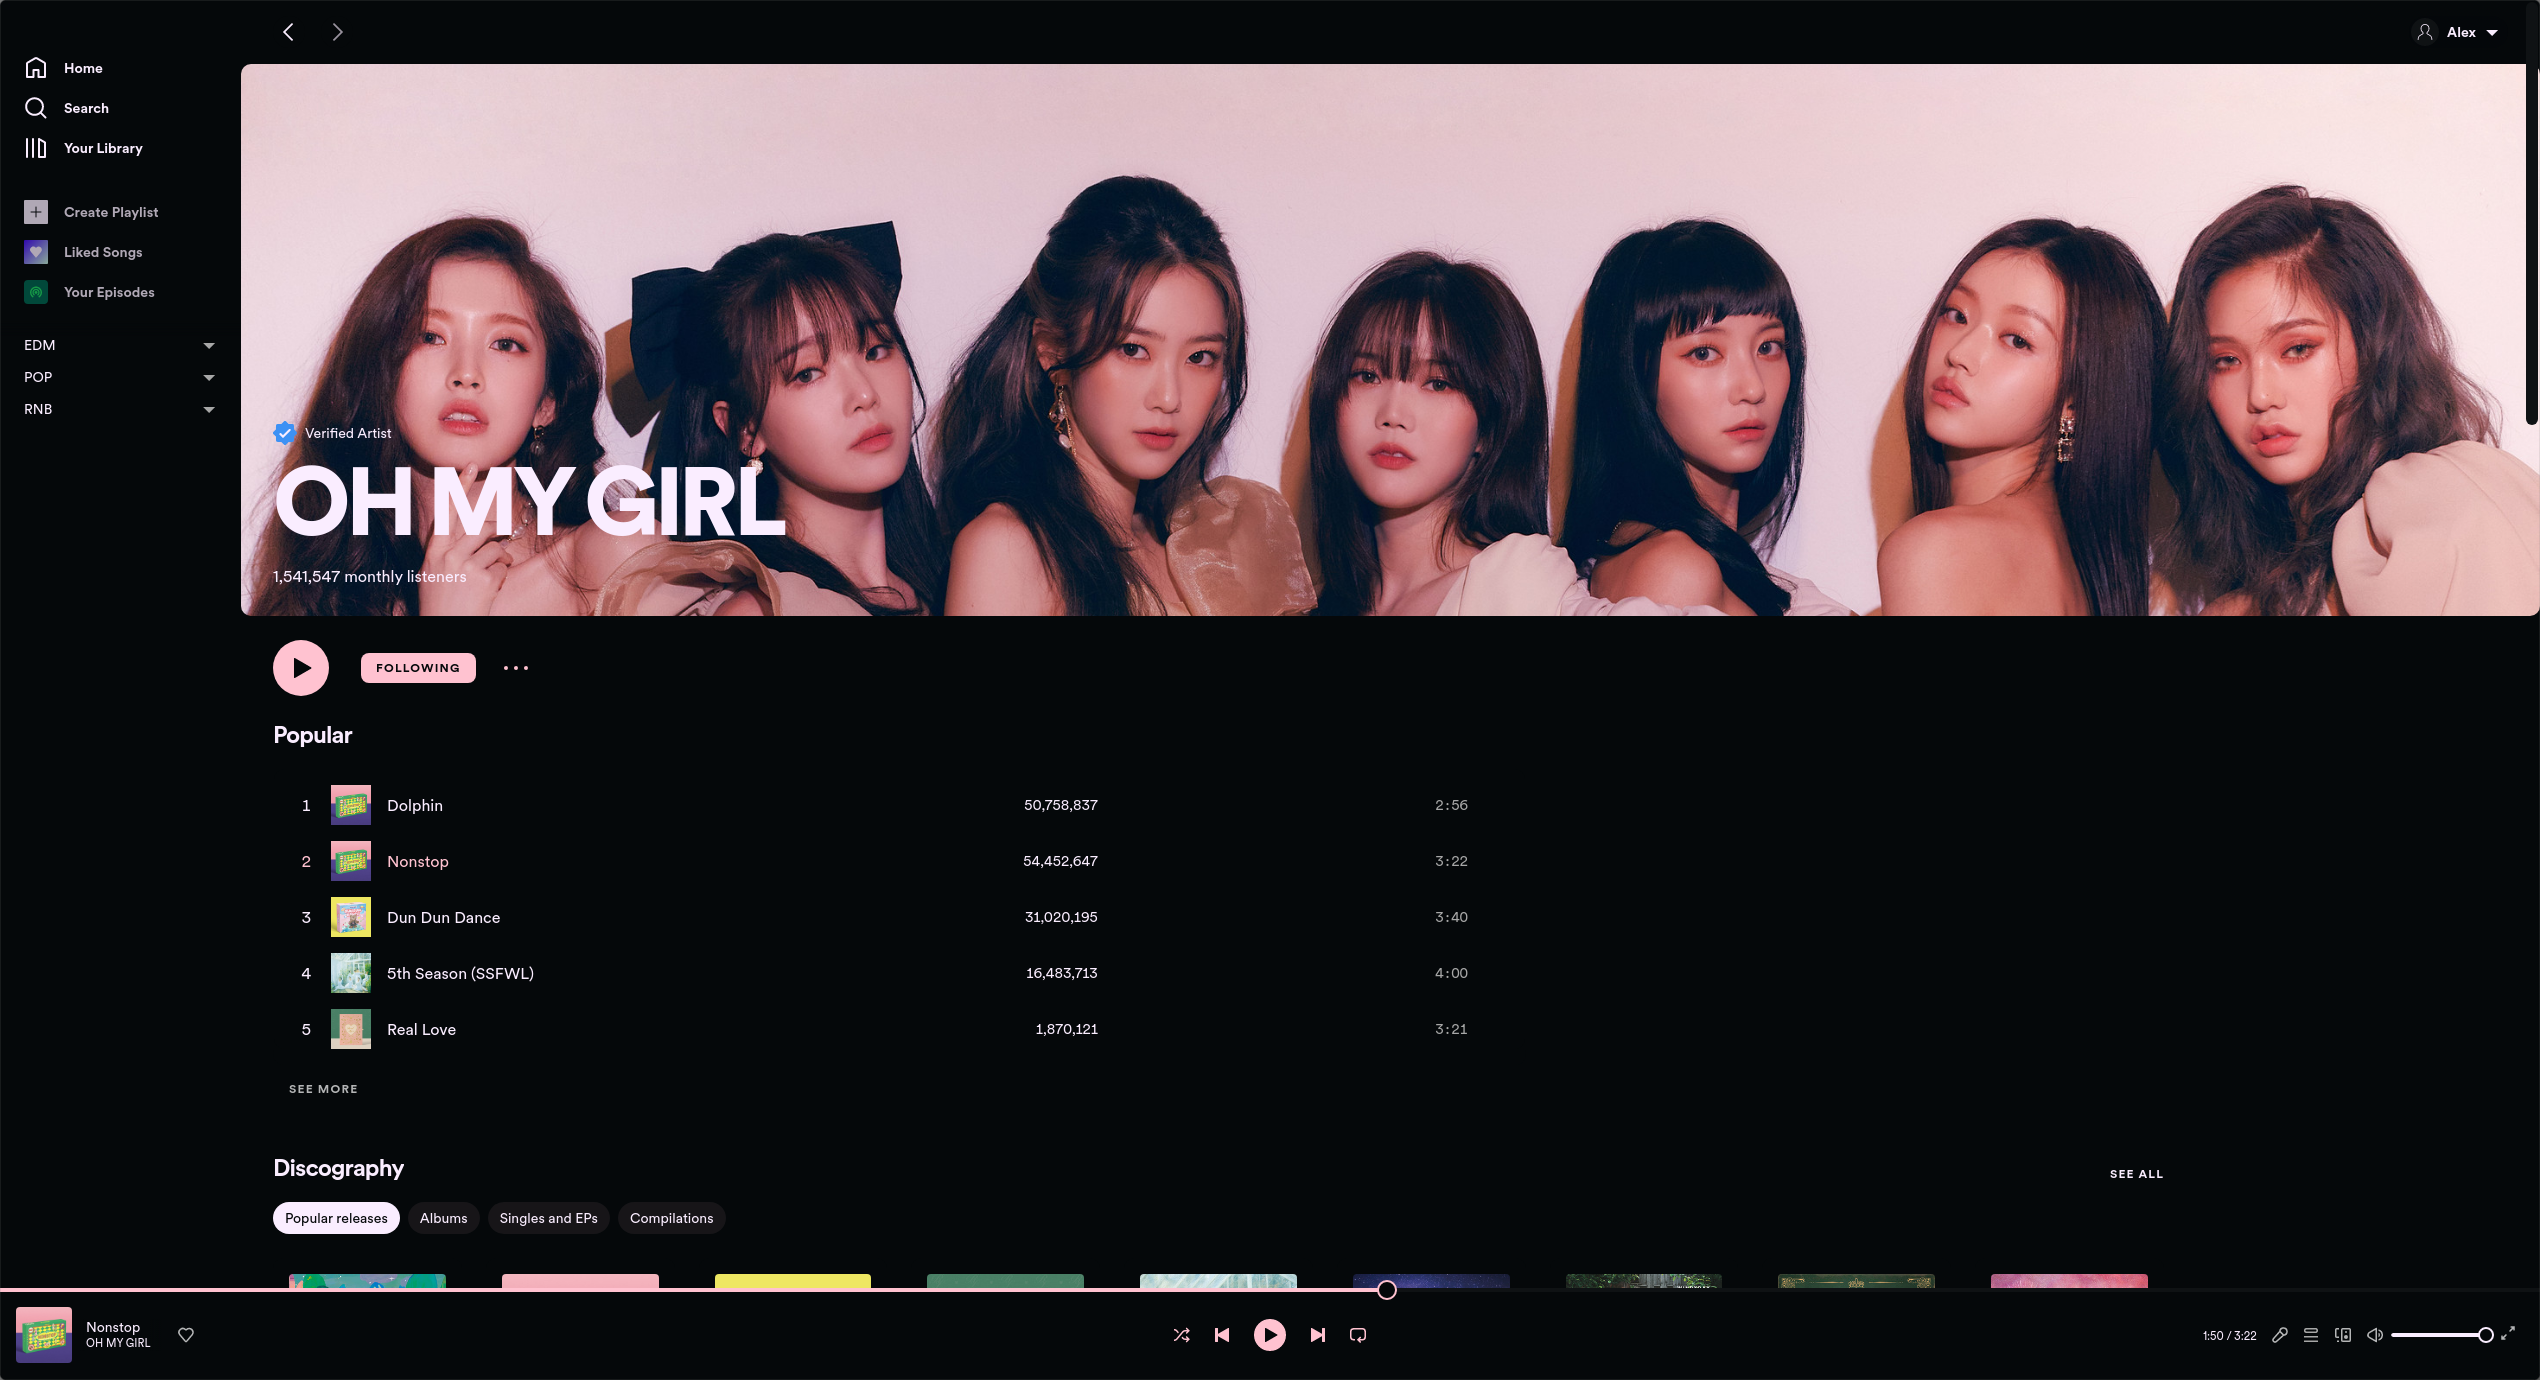 Alex
Home
Search
Your Library
Create Playlist
Liked Songs
Your Episodes
EDM
POP
RNB
Verified Artist
OH MY GIRL
1,541,547 monthly listeners
FOLLOWING
Popular
1 Dolphin 50,758,837 2:56
2 Nonstop 54,452,647 3:22
3 Dun Dun Dance 31,020,195 3:40
4 5th Season (SSFWL) 16,483,713 4:00
5 Real Love 1,870,121 3:21
SEE MORE
Discography
SEE ALL
Popular releases Albums Singles and EPs Compilations
Nonstop
OH MY GIRL
1:50 / 3:22